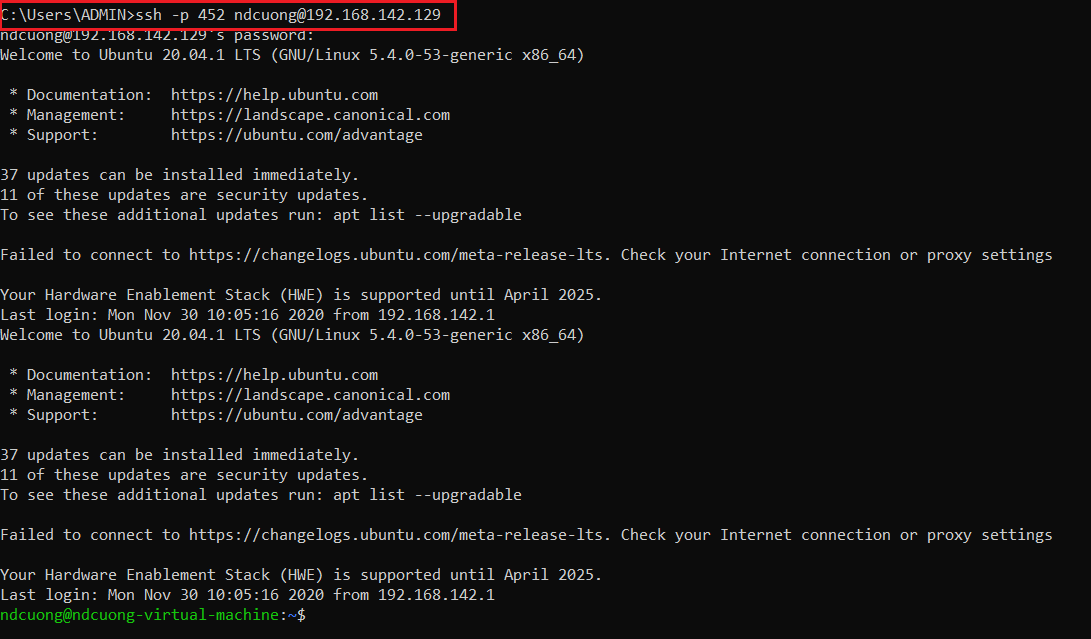 C:\Users\ADMIN>ssh -p 452 ndcuong@192.168.142.129
ndcuong@192.168.142.129's password:
Welcome to Ubuntu 20.04.1 LTS (GNU/Linux 5.4.0-53-generic x86_64)

 * Documentation:  https://help.ubuntu.com
 * Management:     https://landscape.canonical.com
 * Support:        https://ubuntu.com/advantage

37 updates can be installed immediately.
11 of these updates are security updates.
To see these additional updates run: apt list --upgradable

Failed to connect to https://changelogs.ubuntu.com/meta-release-lts. Check your Internet connection or proxy settings

Your Hardware Enablement Stack (HWE) is supported until April 2025.
Last login: Mon Nov 30 10:05:16 2020 from 192.168.142.1
Welcome to Ubuntu 20.04.1 LTS (GNU/Linux 5.4.0-53-generic x86_64)

 * Documentation:  https://help.ubuntu.com
 * Management:     https://landscape.canonical.com
 * Support:        https://ubuntu.com/advantage

37 updates can be installed immediately.
11 of these updates are security updates.
To see these additional updates run: apt list --upgradable

Failed to connect to https://changelogs.ubuntu.com/meta-release-lts. Check your Internet connection or proxy settings

Your Hardware Enablement Stack (HWE) is supported until April 2025.
Last login: Mon Nov 30 10:05:16 2020 from 192.168.142.1
ndcuong@ndcuong-virtual-machine:~$